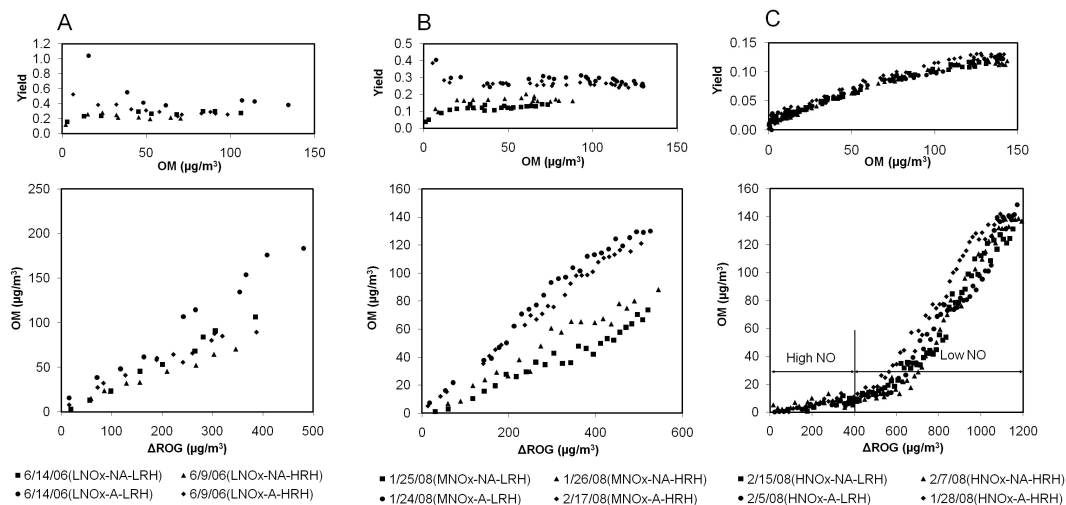 A
B
C
1.2
1.0
0.8
0.6
0.4
0.2
0.0
Yield
0 50 100 150
OM (µg/m³)
0.5
0.4
0.3
0.2
0.1
0.0
Yield
0 50 100 150
OM (µg/m³)
0.15
0.10
0.05
0.00
Yield
0 50 100 150
OM (µg/m³)
250
200
150
100
50
0
OM (µg/m³)
0 100 200 300 400 500
ΔROG (µg/m³)
160
140
120
100
80
60
40
20
0
OM (µg/m³)
0 200 400 600
ΔROG (µg/m³)
160
140
120
100
80
60
40
20
0
OM (µg/m³)
High NO
Low NO
0 200 400 600 800 1000 1200
ΔROG (µg/m³)
6/14/06(LNOx-NA-LRH) 6/9/06(LNOx-NA-HRH)
6/14/06(LNOx-A-LRH) 6/9/06(LNOx-A-HRH)
1/25/08(MNOx-NA-LRH) 1/26/08(MNOx-NA-HRH)
1/24/08(MNOx-A-LRH) 2/17/08(MNOx-A-HRH)
2/15/08(HNOx-NA-LRH) 2/7/08(HNOx-NA-HRH)
2/5/08(HNOx-A-LRH) 1/28/08(HNOx-A-HRH)